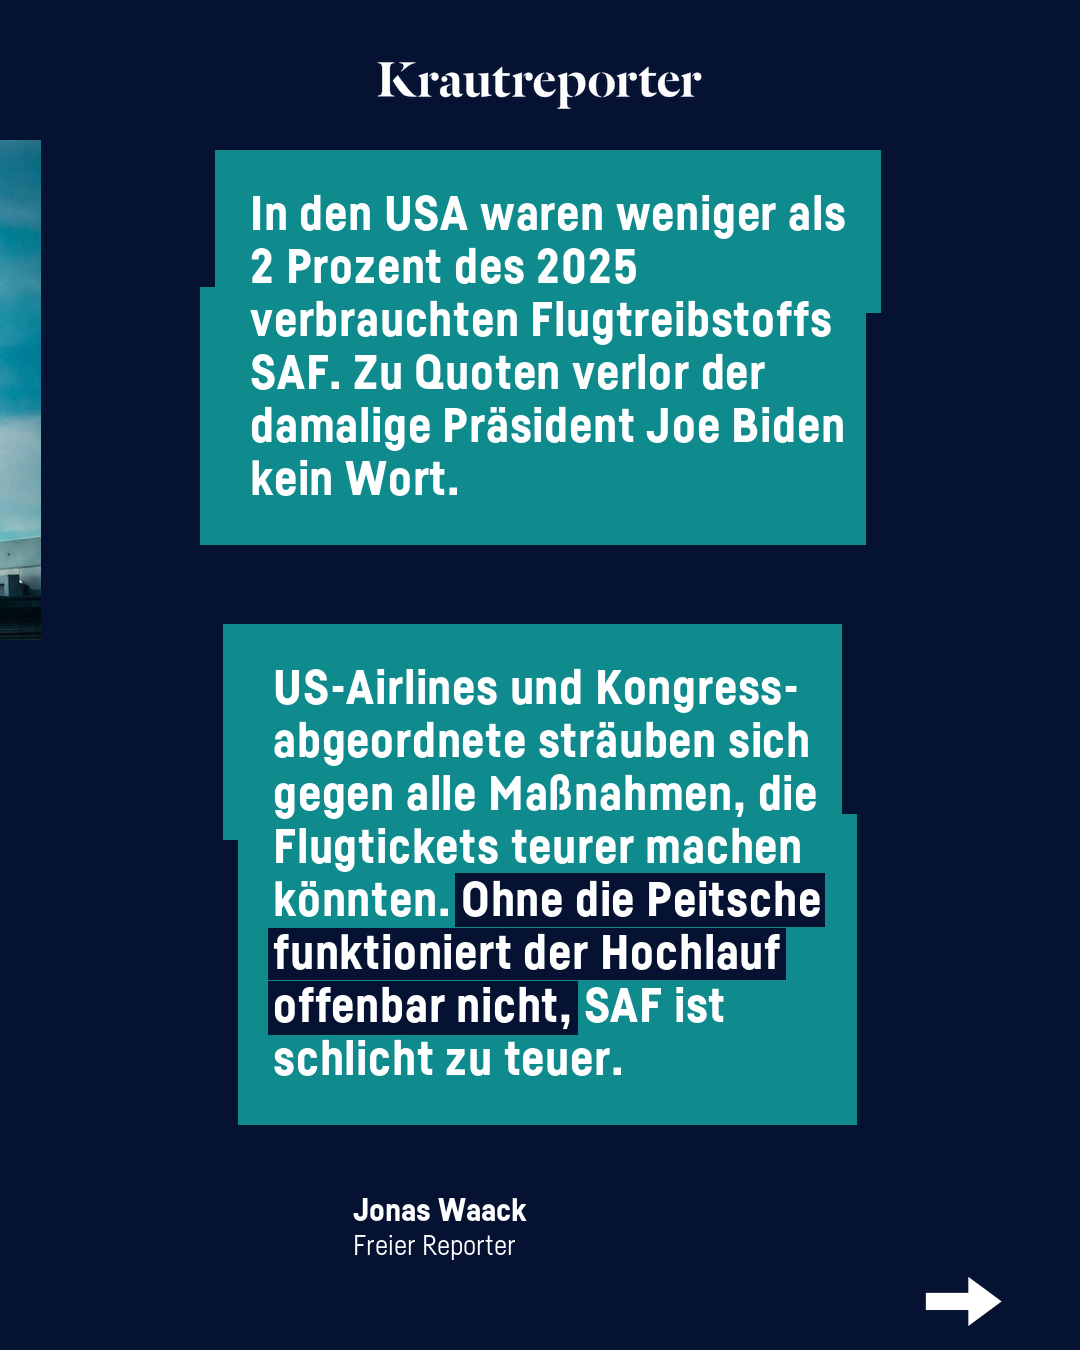 Krautreporter
In den USA waren weniger als
2 Prozent des 2025
verbrauchten Flugtreibstoffs
SAF. Zu Quoten verlor der
damalige Präsident Joe Biden
kein Wort.
US-Airlines und Kongress-
abgeordnete sträuben sich
gegen alle Maßnahmen, die
Flugtickets teurer machen
könnten. Ohne die Peitsche
funktioniert der Hochlauf
offenbar nicht, SAF ist
schlicht zu teuer.
Jonas Waack
Freier Reporter